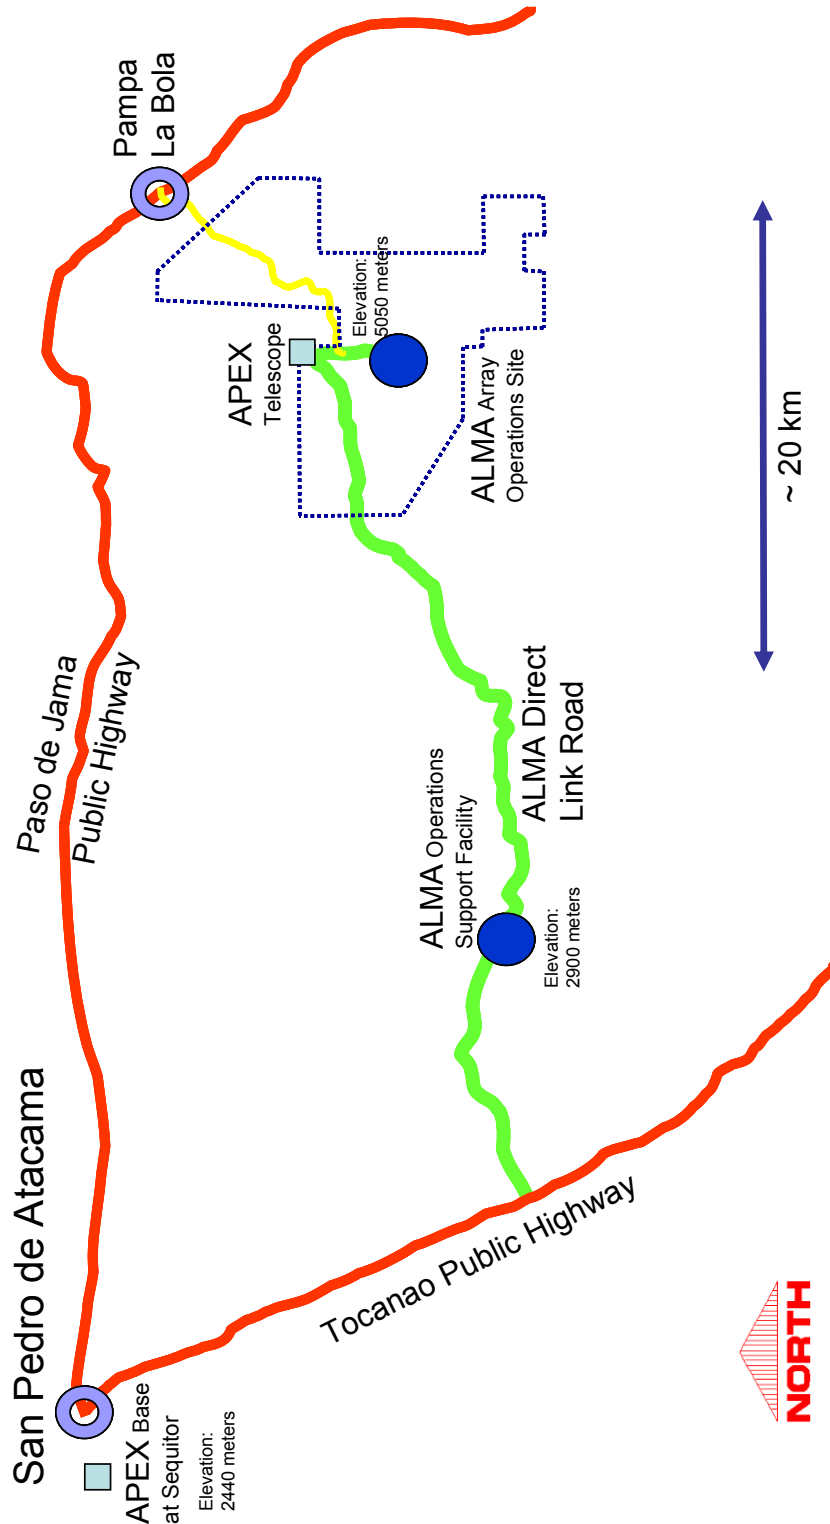 San Pedro de Atacama
APEX Base
at Sequitor
Elevation:
2440 meters
Paso de Jama
Public Highway
Pampa
La Bola
Tocanao Public Highway
ALMA Operations
Support Facility
Elevation:
2900 meters
ALMA Direct
Link Road
APEX
Telescope
Elevation:
5050 meters
ALMA Array
Operations Site
~ 20 km
NORTH